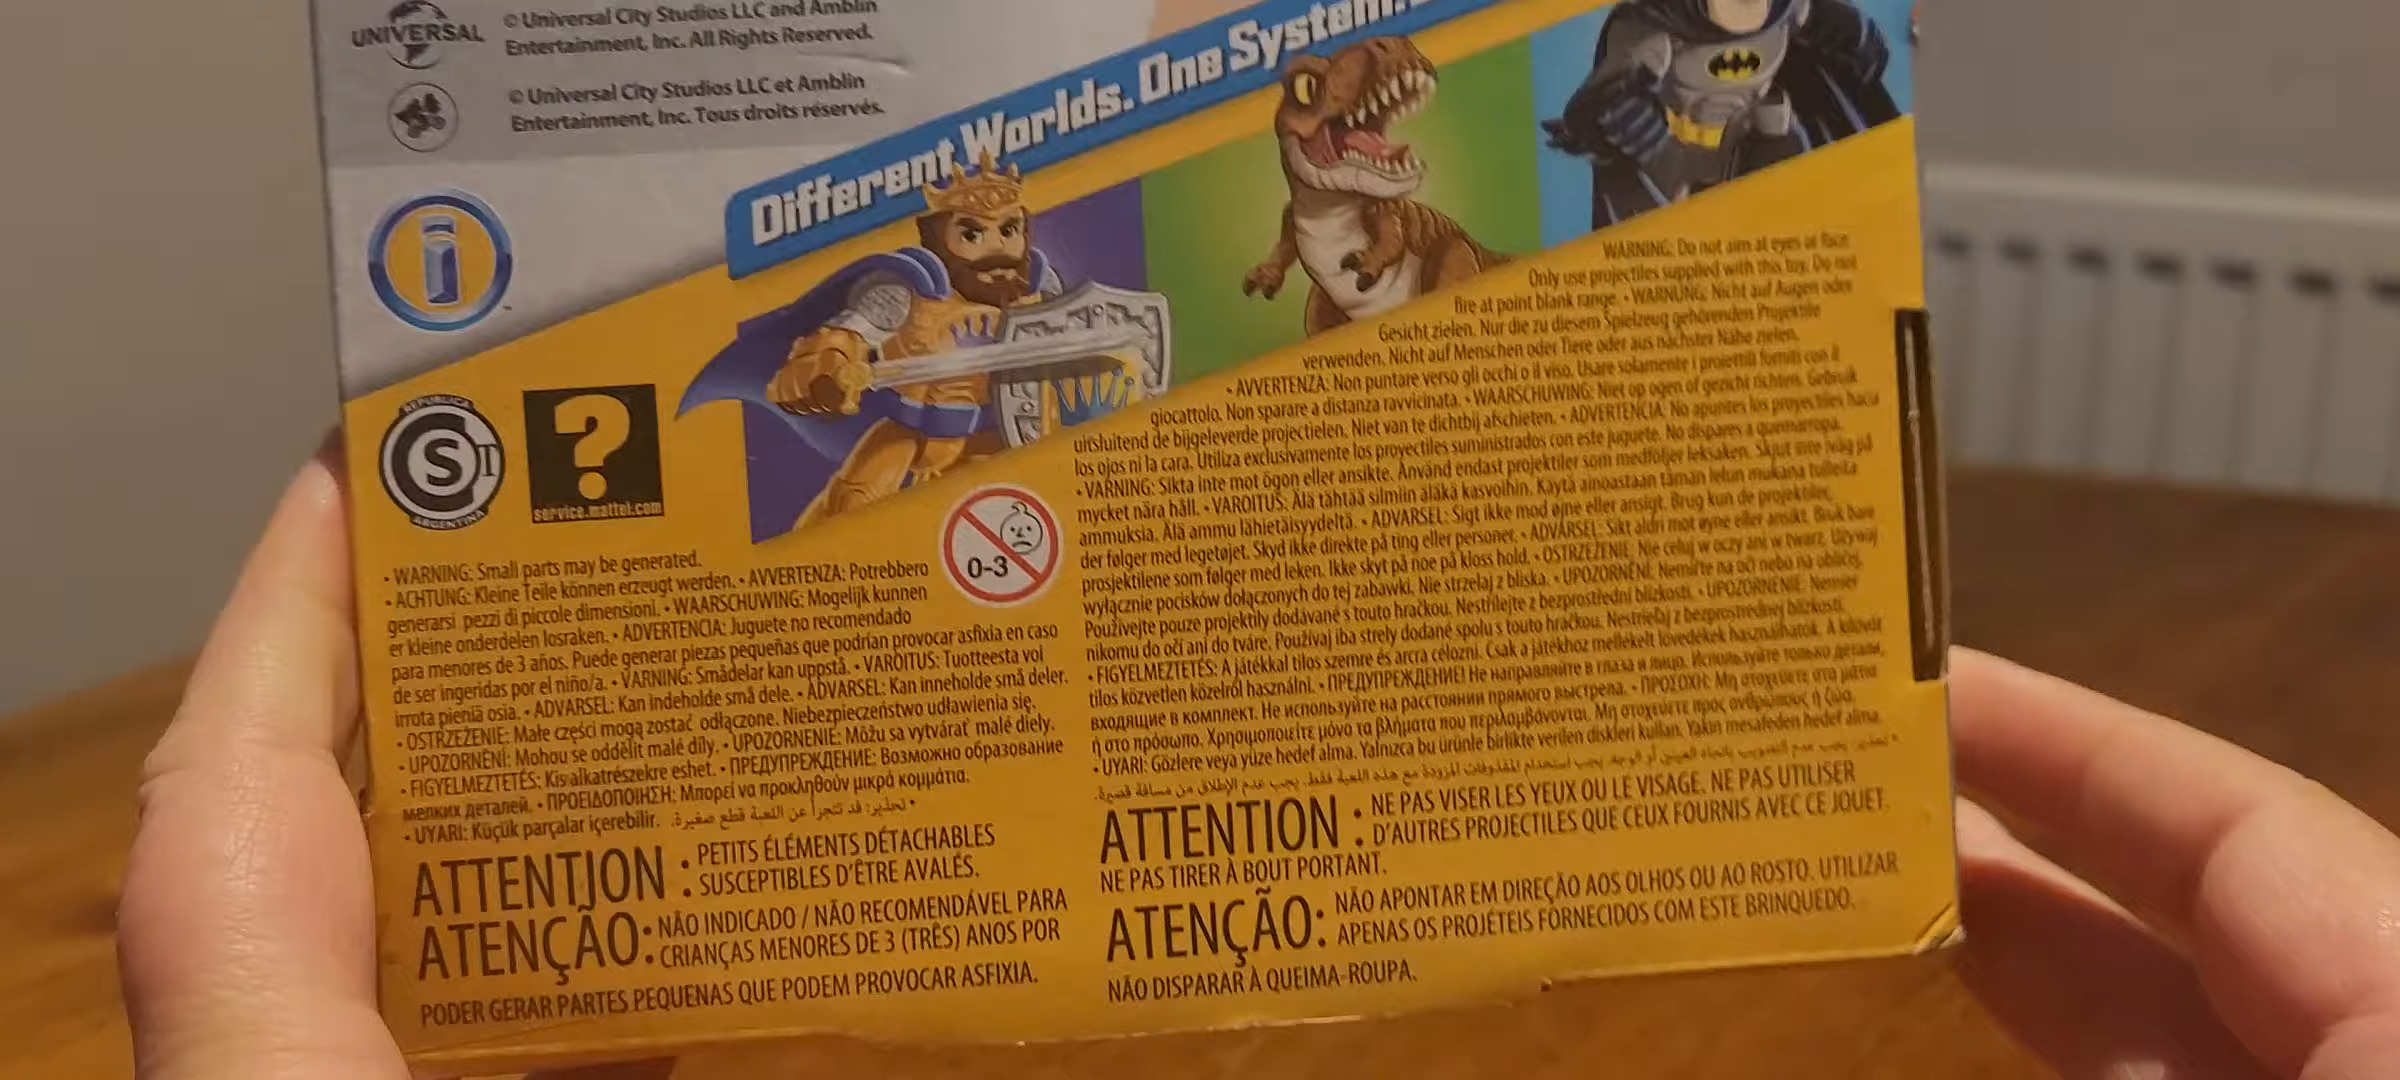 UNIVERSAL
© Universal City Studios LLC and Amblin
Entertainment, Inc. All Rights Reserved.
© Universal City Studios LLC et Amblin
Entertainment, Inc. Tous droits réservés.
Different Worlds. One System.
i
™
REPUBLICA
S
ARGENTINA
?
service.mattel.com
0-3
• WARNING: Small parts may be generated.
• ACHTUNG: Kleine Teile können erzeugt werden. • AVVERTENZA: Potrebbero
generarsi pezzi di piccole dimensioni. • WAARSCHUWING: Mogelijk kunnen
er kleine onderdelen losraken. • ADVERTENCIA: Juguete no recomendado
para menores de 3 años. Puede generar piezas pequeñas que podrían provocar asfixia en caso
de ser ingeridas por el niño/a. • VARNING: Smådelar kan uppstå. • VAROITUS: Tuotteesta voi
irrota pieniä osia. • ADVARSEL: Kan indeholde små dele. • ADVARSEL: Kan inneholde små deler.
• OSTRZEŻENIE: Małe części mogą zostać odłączone. Niebezpieczeństwo udławienia się.
• UPOZORNĚNÍ: Mohou se oddělit malé díly. • UPOZORNENIE: Môžu sa vytvárať malé diely.
• FIGYELMEZTETÉS: Kis alkatrészekre eshet. • ПРЕДУПРЕЖДЕНИЕ: Возможно образование
мелких деталей. • ΠΡΟΕΙΔΟΠΟΙΗΣΗ: Μπορεί να προκληθούν μικρά κομμάτια.
• UYARI: Küçük parçalar içerebilir. • تحذير: قد تتجزأ عن اللعبة قطع صغيرة.
ATTENTION : PETITS ÉLÉMENTS DÉTACHABLES
SUSCEPTIBLES D'ÊTRE AVALÉS.
ATENÇÃO: • NÃO INDICADO / NÃO RECOMENDÁVEL PARA
CRIANÇAS MENORES DE 3 (TRÊS) ANOS POR
PODER GERAR PARTES PEQUENAS QUE PODEM PROVOCAR ASFIXIA.
WARNING: Do not aim at eyes or face.
Only use projectiles supplied with this toy. Do not
fire at point blank range. • WARNUNG: Nicht auf Augen oder
Gesicht zielen. Nur die zu diesem Spielzeug gehörenden Projektile
verwenden. Nicht auf Menschen oder Tiere oder aus nächster Nähe zielen.
• AVVERTENZA: Non puntare verso gli occhi o il viso. Usare solamente i proiettili forniti con il
giocattolo. Non sparare a distanza ravvicinata. • WAARSCHUWING: Niet op ogen of gezicht richten. Gebruik
uitsluitend de bijgeleverde projectielen. Niet van te dichtbij afschieten. • ADVERTENCIA: No apuntes los proyectiles hacia
los ojos ni la cara. Utiliza exclusivamente los proyectiles suministrados con este juguete. No dispares a quemarropa.
• VARNING: Sikta inte mot ögon eller ansikte. Använd endast projektiler som medföljer leksaken. Skjut inte iväg på
mycket nära håll. • VAROITUS: Älä tähtää silmiin äläkä kasvoihin. Käytä ainoastaan tämän lelun mukana tulleita
ammuksia. Älä ammu lähietäisyydeltä. • ADVARSEL: Sigt ikke mod øjne eller ansigt. Brug kun de projektiler,
der følger med legetøjet. Skyd ikke direkte på ting eller personer. • ADVARSEL: Sikt aldri mot øyne eller ansikt. Bruk bare
prosjektilene som følger med leken. Ikke skyt på noe på kloss hold. • OSTRZEŻENIE: Nie celuj w oczy ani w twarz. Używaj
wyłącznie pocisków dołączonych do tej zabawki. Nie strzelaj z bliska. • UPOZORNĚNÍ: Nemiřte na oči nebo na obličej.
Používejte pouze projektily dodávané s touto hračkou. Nestřílejte z bezprostřední blízkosti. • UPOZORNENIE: Nemier
nikomu do očí ani do tváre. Používaj iba strely dodané spolu s touto hračkou. Nestrieľaj z bezprostrednej blízkosti.
• FIGYELMEZTETÉS: A játékkal tilos szemre és arcra célozni. Csak a játékhoz mellékelt lövedékek használhatók. A
tilos közvetlen közelről használni. • ПРЕДУПРЕЖДЕНИЕ! Не направляйте в глаза и лицо. Используйте только детали,
входящие в комплект. Не используйте на расстоянии прямого выстрела. • ΠΡΟΣΟΧΗ: Μη στοχεύετε στα μάτια
ή στο πρόσωπο. Χρησιμοποιείτε μόνο τα βλήματα που περιλαμβάνονται. Μη στοχεύετε προς ανθρώπους ή ζώα.
• UYARI: Gözlere veya yüze hedef alma. Yalnızca bu ürünle birlikte verilen diskleri kullan. Yakın mesafeden hedef alma.
ATTENTION : • NE PAS VISER LES YEUX OU LE VISAGE. NE PAS UTILISER
D'AUTRES PROJECTILES QUE CEUX FOURNIS AVEC CE JOUET.
NE PAS TIRER À BOUT PORTANT.
ATENÇÃO: NÃO APONTAR EM DIREÇÃO AOS OLHOS OU AO ROSTO. UTILIZAR
APENAS OS PROJÉTEIS FORNECIDOS COM ESTE BRINQUEDO.
NÃO DISPARAR À QUEIMA-ROUPA.